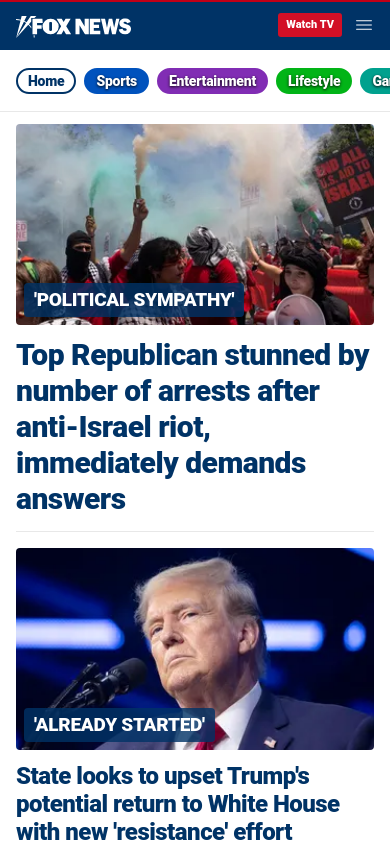 FOX NEWS
Watch TV
Home
Sports
Entertainment
Lifestyle
Ga
END ALL
U.S. AID TO
ISRAEL
'POLITICAL SYMPATHY'
Top Republican stunned by
number of arrests after
anti-Israel riot,
immediately demands
answers
'ALREADY STARTED'
State looks to upset Trump's
potential return to White House
with new 'resistance' effort